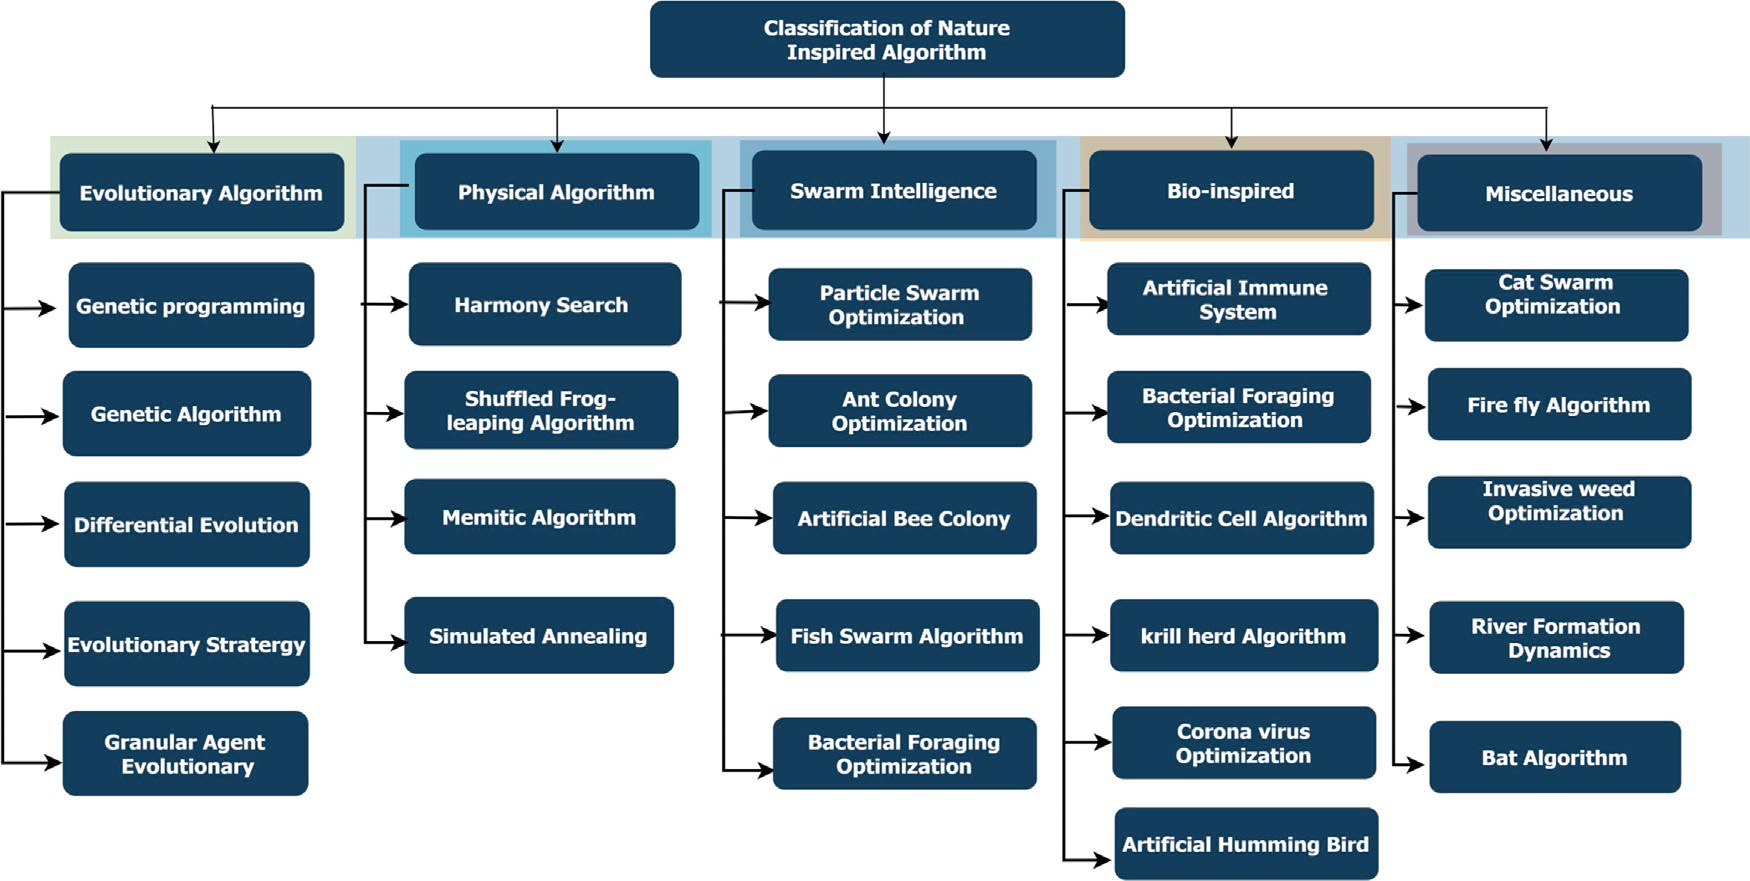 Classification of Nature
Inspired Algorithm
Evolutionary Algorithm
Genetic programming
Genetic Algorithm
Differential Evolution
Evolutionary Stratergy
Granular Agent
Evolutionary
Physical Algorithm
Harmony Search
Shuffled Frog-
leaping Algorithm
Memitic Algorithm
Simulated Annealing
Swarm Intelligence
Particle Swarm
Optimization
Ant Colony
Optimization
Artificial Bee Colony
Fish Swarm Algorithm
Bacterial Foraging
Optimization
Bio-inspired
Artificial Immune
System
Bacterial Foraging
Optimization
Dendritic Cell Algorithm
krill herd Algorithm
Corona virus
Optimization
Artificial Humming Bird
Miscellaneous
Cat Swarm
Optimization
Fire fly Algorithm
Invasive weed
Optimization
River Formation
Dynamics
Bat Algorithm